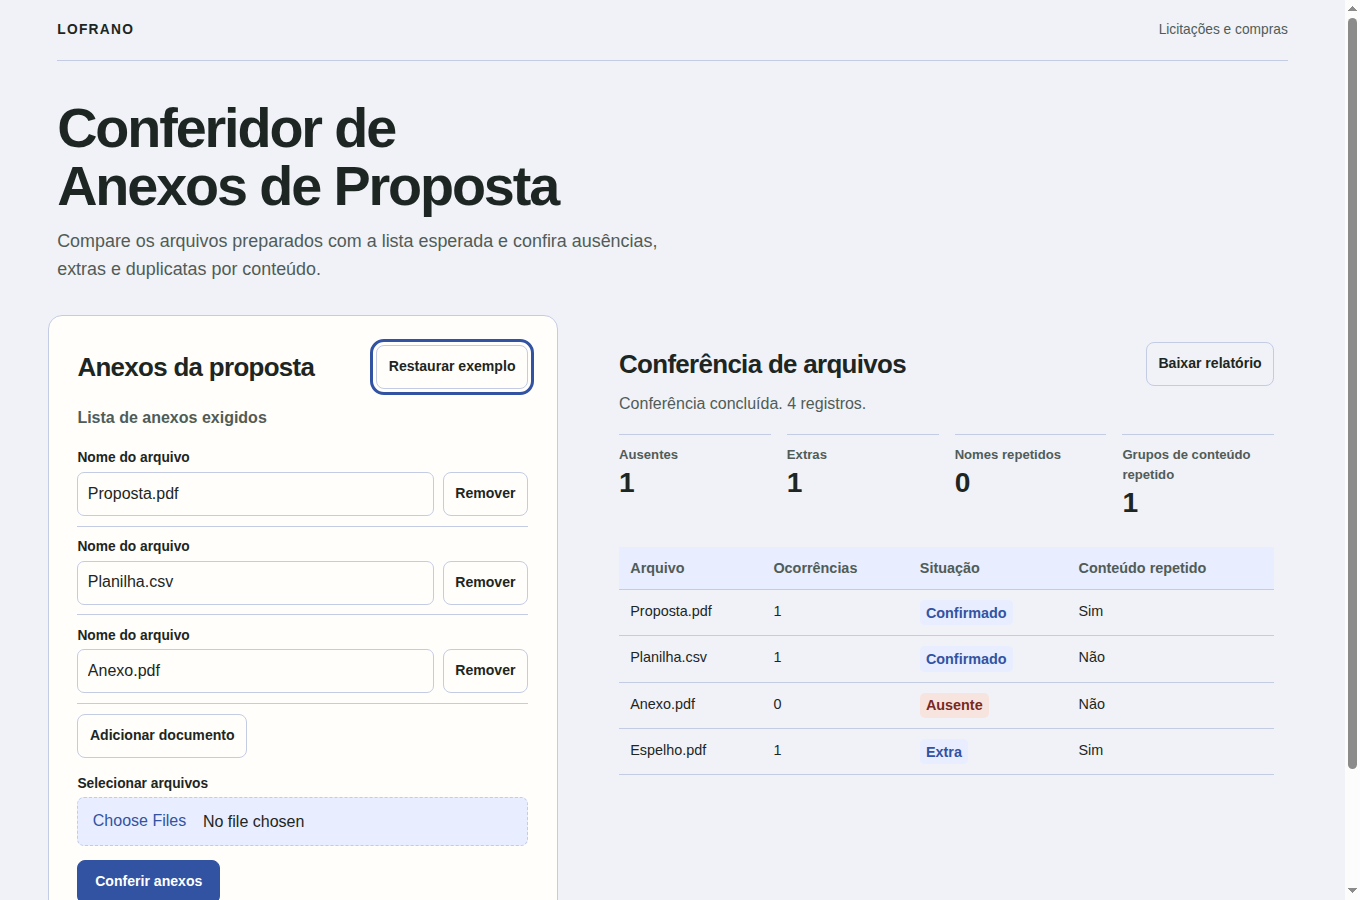 LOFRANO
Licitações e compras
Conferidor de
Anexos de Proposta
Compare os arquivos preparados com a lista esperada e confira ausências,
extras e duplicatas por conteúdo.
Anexos da proposta
Restaurar exemplo
Lista de anexos exigidos
Nome do arquivo
Proposta.pdf
Remover
Nome do arquivo
Planilha.csv
Remover
Nome do arquivo
Anexo.pdf
Remover
Adicionar documento
Selecionar arquivos
Choose Files No file chosen
Conferir anexos
Conferência de arquivos
Baixar relatório
Conferência concluída. 4 registros.
Ausentes
1
Extras
1
Nomes repetidos
0
Grupos de conteúdo
repetido
1
Arquivo Ocorrências Situação Conteúdo repetido
Proposta.pdf 1 Confirmado Sim
Planilha.csv 1 Confirmado Não
Anexo.pdf 0 Ausente Não
Espelho.pdf 1 Extra Sim